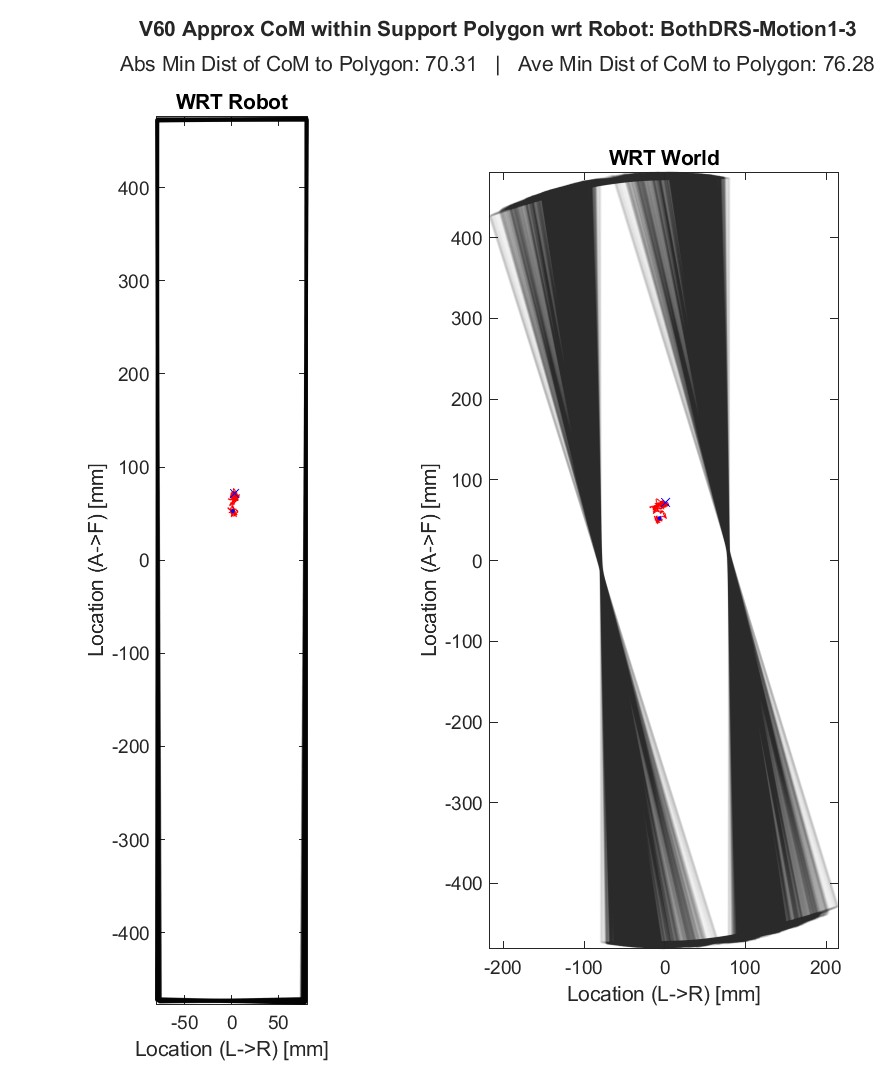 V60 Approx CoM within Support Polygon wrt Robot: BothDRS-Motion1-3
Abs Min Dist of CoM to Polygon: 70.31 | Ave Min Dist of CoM to Polygon: 76.28
WRT Robot
400
300
200
100
0
-100
-200
-300
-400
Location (A->F) [mm]
-50 0 50
Location (L->R) [mm]
WRT World
400
300
200
100
0
-100
-200
-300
-400
Location (A->F) [mm]
-200 -100 0 100 200
Location (L->R) [mm]